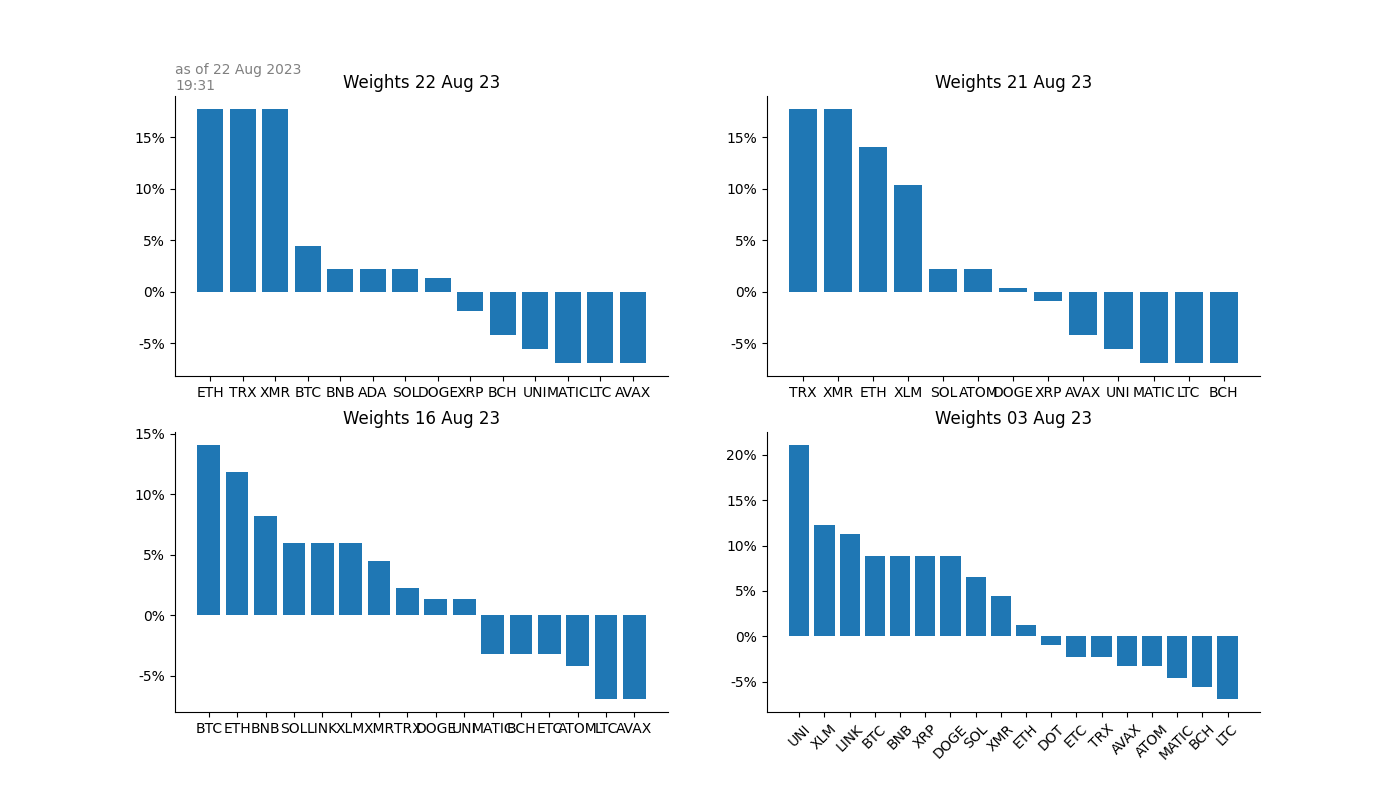 as of 22 Aug 2023
19:31
Weights 22 Aug 23
15%
10%
5%
0%
-5%
ETH TRX XMR BTC BNB ADA SOL DOGE XRP BCH UNI MATIC LTC AVAX
Weights 21 Aug 23
15%
10%
5%
0%
-5%
TRX XMR ETH XLM SOL ATOM DOGE XRP AVAX UNI MATIC LTC BCH
Weights 16 Aug 23
15%
10%
5%
0%
-5%
BTC ETH BNB SOL LINK XLM XMR TRX DOGE UNI MATIC BCH ETC ATOM LTC AVAX
Weights 03 Aug 23
20%
15%
10%
5%
0%
-5%
UNI XLM LINK BTC BNB XRP DOGE SOL XMR ETH DOT ETC TRX AVAX ATOM MATIC BCH LTC